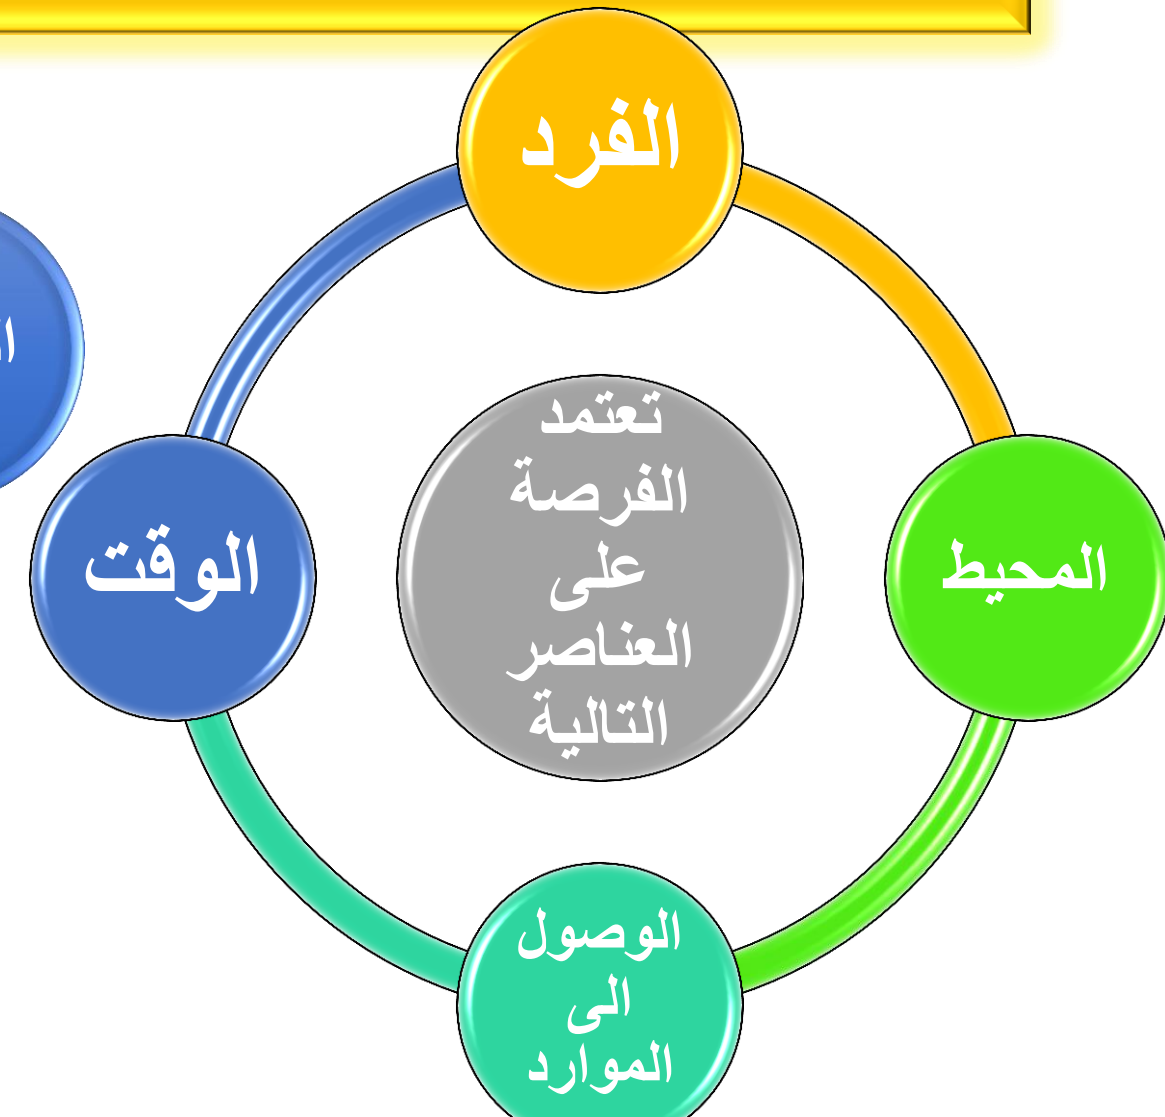 الفرد
المحيط
الوصول
الى
الموارد
الوقت
تعتمد
الفرصة
على
العناصر
التالية